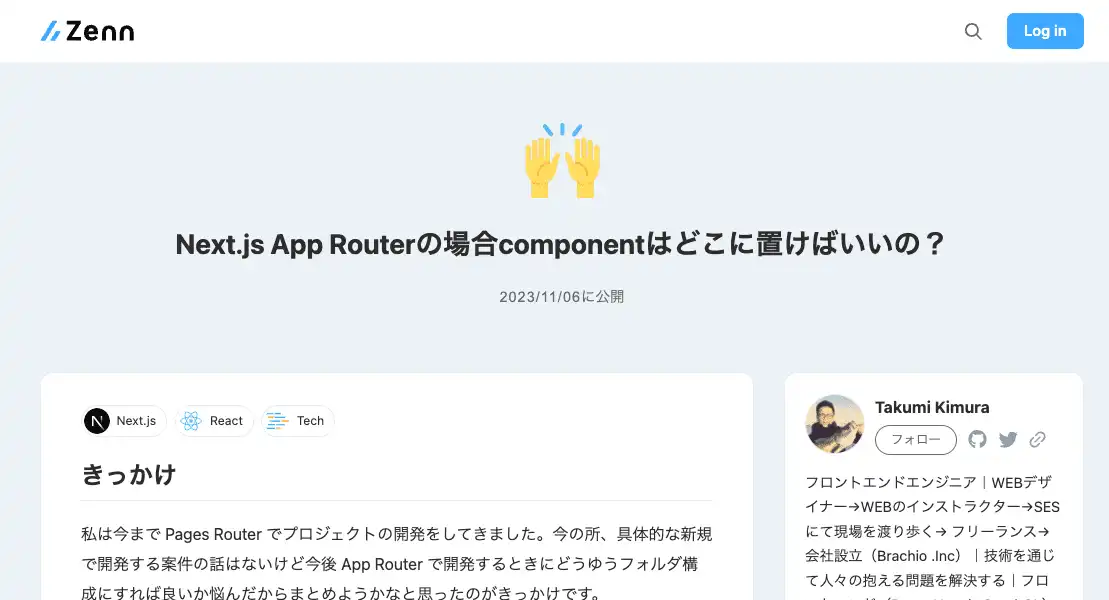 Zenn
Log in
Next.js App Routerの場合componentはどこに置けばいいの？
2023/11/06に公開
Next.js
React
Tech
きっかけ
私は今まで Pages Router でプロジェクトの開発をしてきました。今の所、具体的な新規
で開発する案件の話はないけど今後 App Router で開発するときにどうゆうフォルダ構
成にすれば良いか悩んだからまとめようかなと思ったのがきっかけです。
Takumi Kimura
フォロー
フロントエンドエンジニア｜WEBデザ
イナー→WEBのインストラクター→SES
にて現場を渡り歩く→ フリーランス→
会社設立（Brachio .Inc）｜技術を通じ
て人々の抱える問題を解決する｜フロ